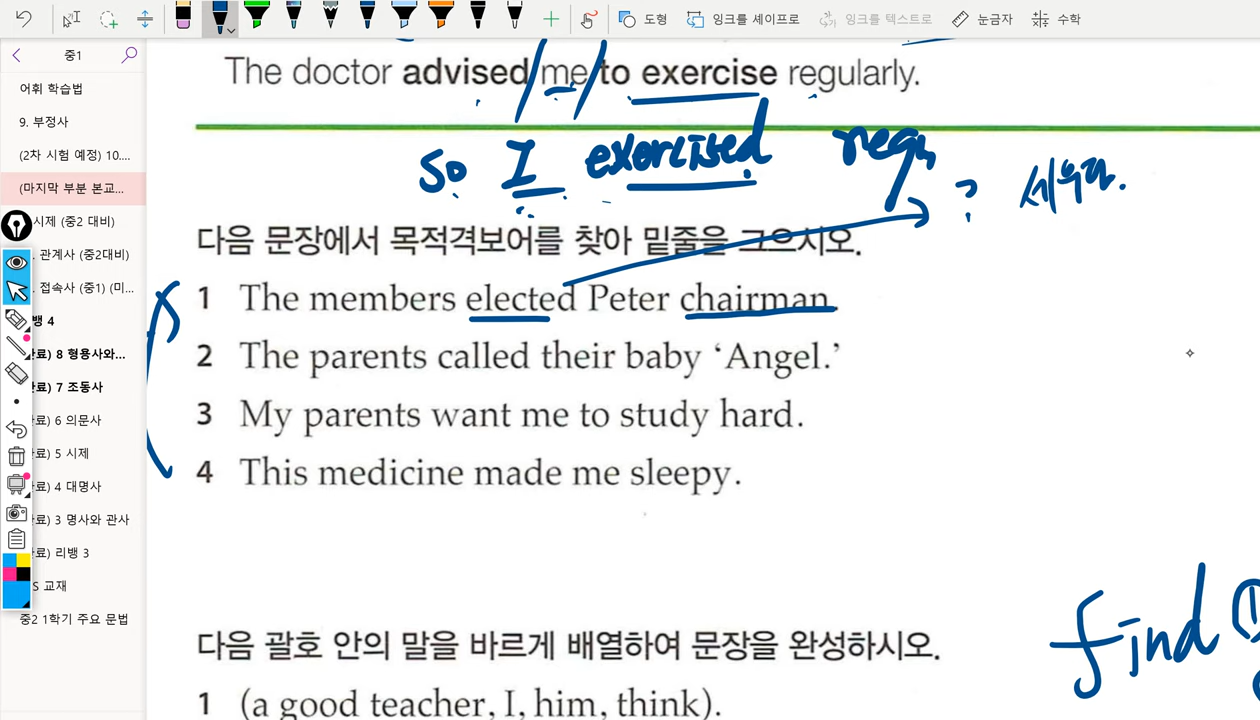 도형 잉크를 셰이프로 잉크를 텍스트로 눈금자 수학
중1
어휘 학습법
9. 부정사
(2차 시험 예정) 10....
(마지막 부분 본교...
시제 (중2 대비)
. 관계사 (중2대비)
. 접속사 (중1) (미...
뱅 4
료) 8 형용사와...
료) 7 조동사
료) 6 의문사
료) 5 시제
료) 4 대명사
료) 3 명사와 관사
료) 리뱅 3
S 교재
중2 1학기 주요 문법
The doctor advised/me/to exercise regularly.
so I exercised regu
? 세우다.
다음 문장에서 목적격보어를 찾아 밑줄을 그으시오.
1 The members elected Peter chairman.
2 The parents called their baby ‘Angel.’
3 My parents want me to study hard.
4 This medicine made me sleepy.
find
다음 괄호 안의 말을 바르게 배열하여 문장을 완성하시오.
1 (a good teacher, I, him, think).